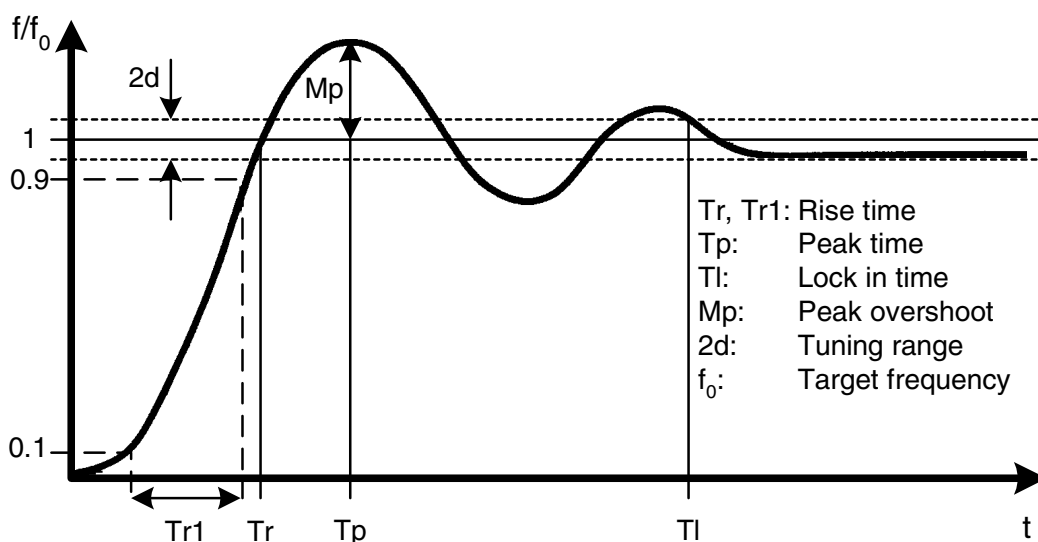 f/f₀
2d
Mp
1
0.9
0.1
Tr, Tr1: Rise time
Tp: Peak time
Tl: Lock in time
Mp: Peak overshoot
2d: Tuning range
f₀: Target frequency
Tr1 Tr Tp Tl t